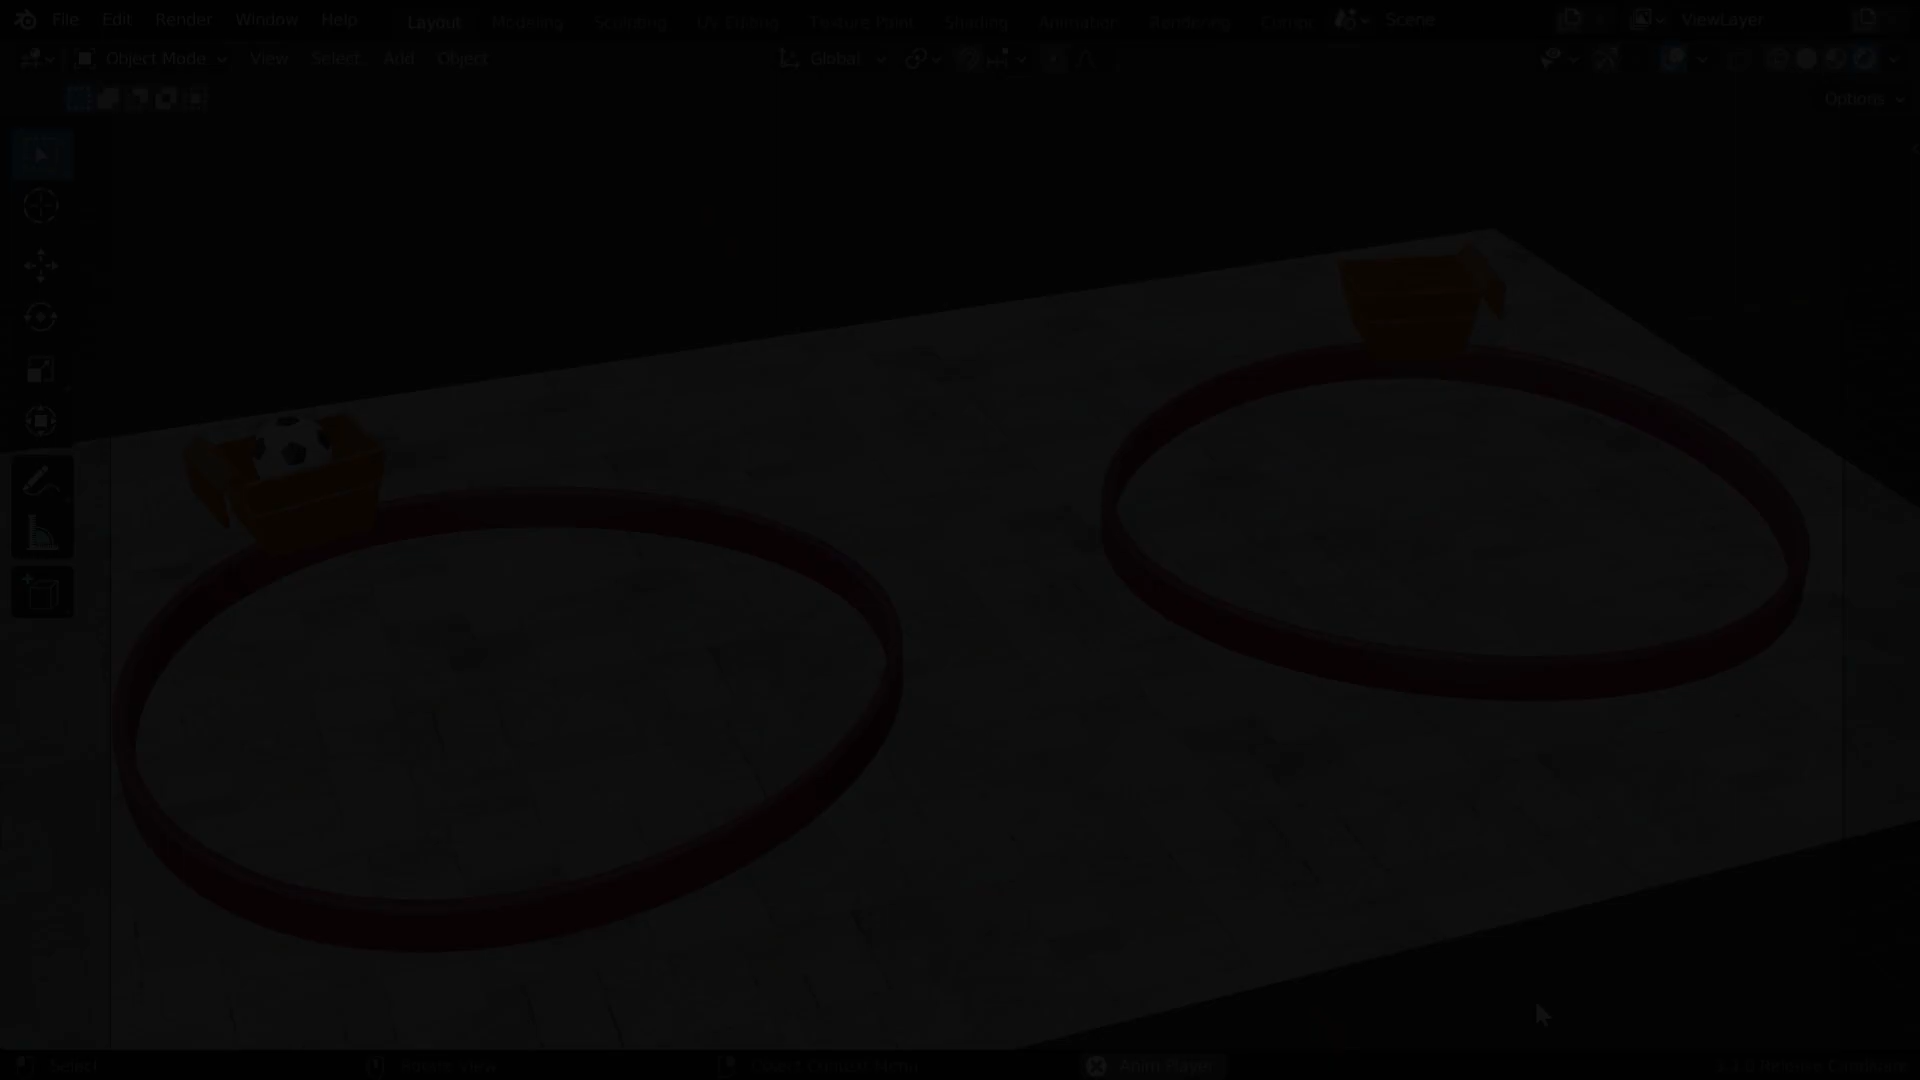 File Edit Render Window Help Layout Modeling Sculpting UV Editing Texture Paint Shading Animation Rendering Scene ViewLayer
Object Mode View Select Add Object Global
Options
Select Rotate View Object Context Menu Anim Player